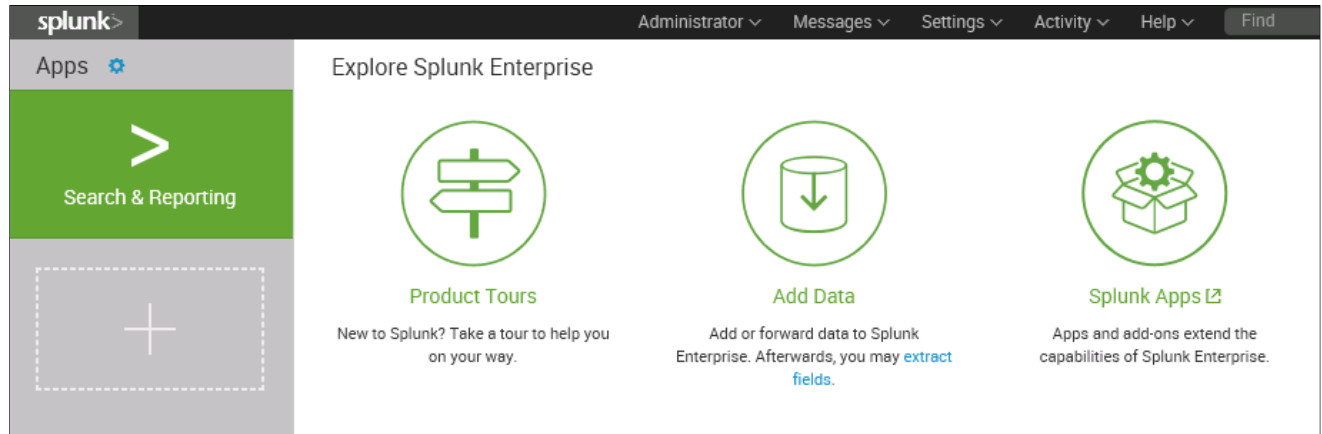 splunk> Administrator Messages Settings Activity Help Find
Apps
Explore Splunk Enterprise
>
Search & Reporting
Product Tours
New to Splunk? Take a tour to help you
on your way.
Add Data
Add or forward data to Splunk
Enterprise. Afterwards, you may extract
fields.
Splunk Apps
Apps and add-ons extend the
capabilities of Splunk Enterprise.